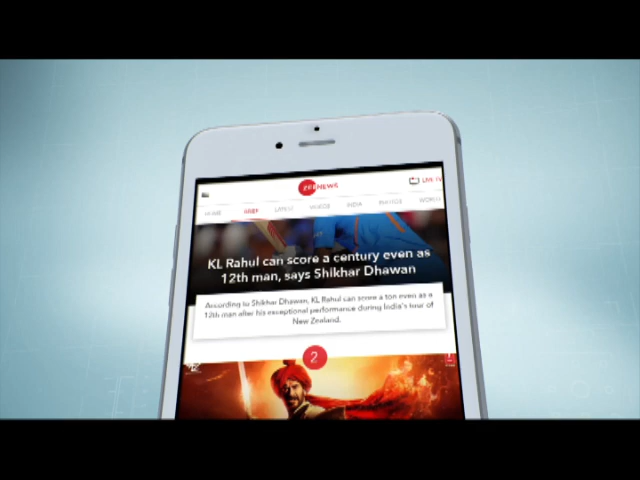 ZEE NEWS
LIVE TV
HOME BRIEF LATEST VIDEOS INDIA PHOTOS WORLD
KL Rahul can score a century even as
12th man, says Shikhar Dhawan
According to Shikhar Dhawan, KL Rahul can score a ton even as a
12th man after his exceptional performance during India's tour of
New Zealand.
2